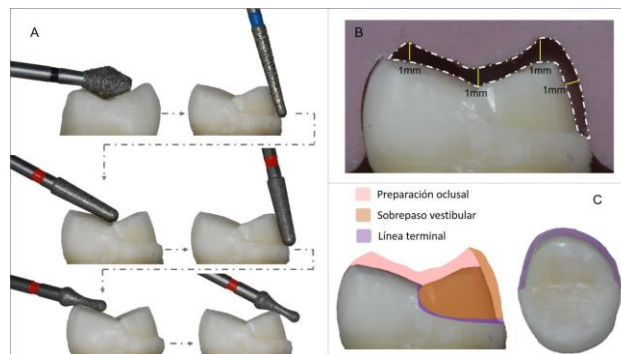 A
B
1mm
1mm
1mm
1mm
Preparación oclusal
Sobrepaso vestibular
Línea terminal
C